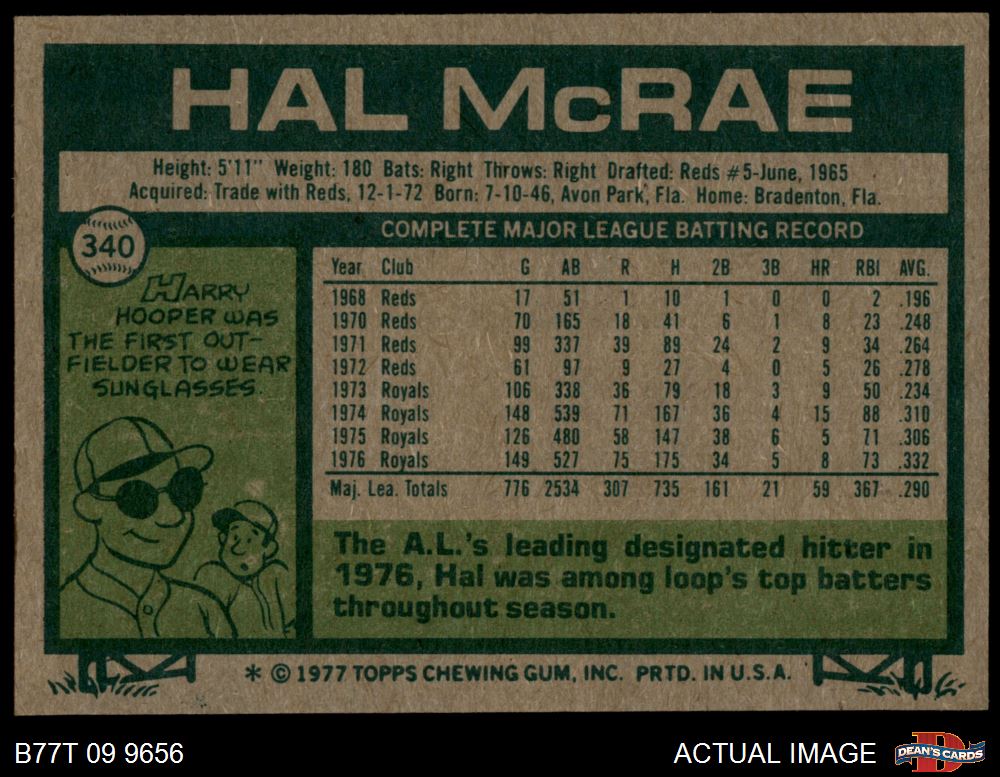 HAL McRAE
Height: 5'11" Weight: 180 Bats: Right Throws: Right Drafted: Reds #5-June, 1965
Acquired: Trade with Reds, 12-1-72 Born: 7-10-46, Avon Park, Fla. Home: Bradenton, Fla.
340
HARRY
HOOPER WAS
THE FIRST OUT-
FIELDER TO WEAR
SUNGLASSES.
COMPLETE MAJOR LEAGUE BATTING RECORD
Year Club G AB R H 2B 3B HR RBI AVG.
1968 Reds 17 51 1 10 1 0 0 2 .196
1970 Reds 70 165 18 41 6 1 8 23 .248
1971 Reds 99 337 39 89 24 2 9 34 .264
1972 Reds 61 97 9 27 4 0 5 26 .278
1973 Royals 106 338 36 79 18 3 9 50 .234
1974 Royals 148 539 71 167 36 4 15 88 .310
1975 Royals 126 480 58 147 38 6 5 71 .306
1976 Royals 149 527 75 175 34 5 8 73 .332
Maj. Lea. Totals 776 2534 307 735 161 21 59 367 .290
The A.L.'s leading designated hitter in
1976, Hal was among loop's top batters
throughout season.
* © 1977 TOPPS CHEWING GUM, INC. PRTD. IN U.S.A.
B77T 09 9656
ACTUAL IMAGE
D
DEAN'S CARDS